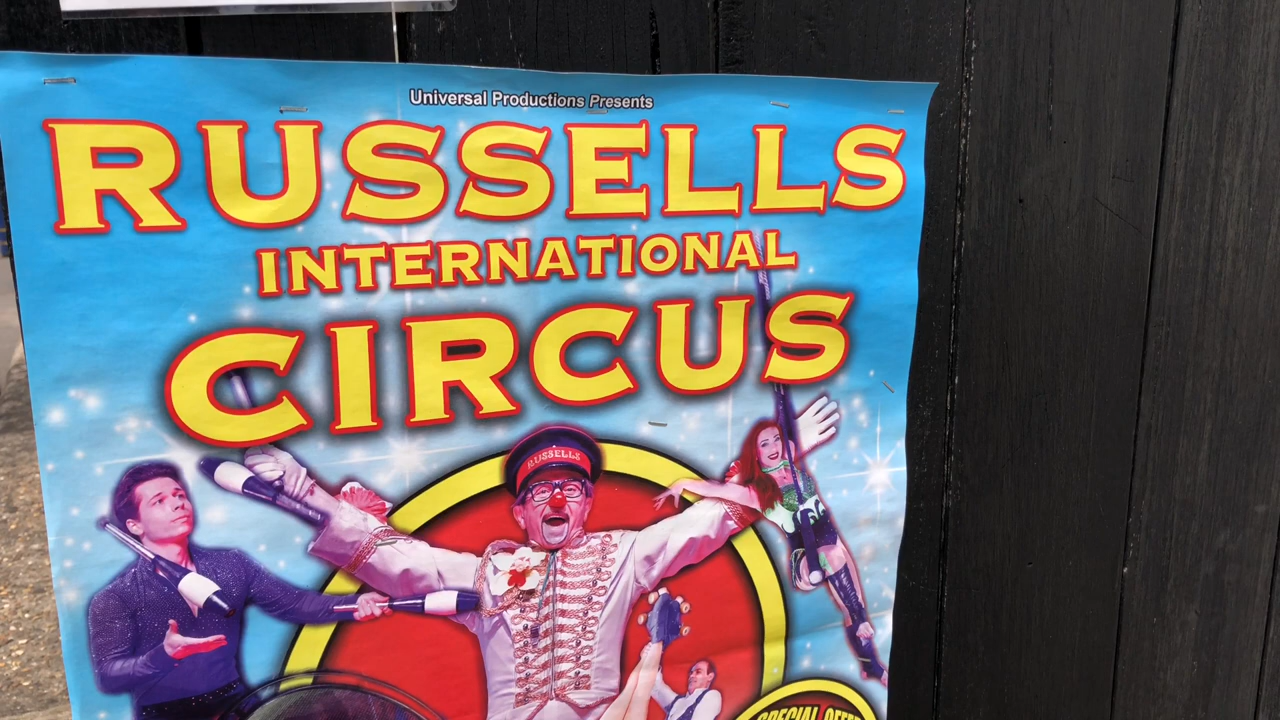 Universal Productions Presents
RUSSELLS
INTERNATIONAL
CIRCUS
RUSSELLS
SPECIAL OFFER